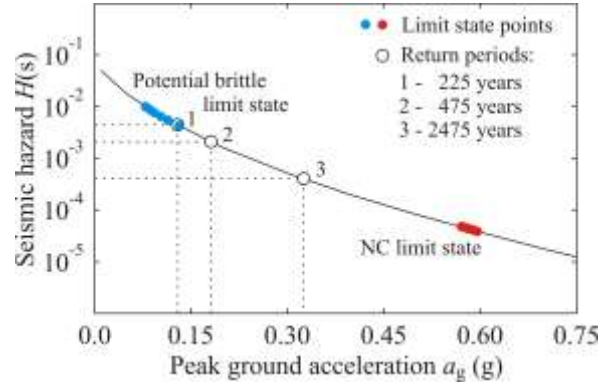 Limit state points
Return periods:
1 - 225 years
2 - 475 years
3 - 2475 years
Potential brittle
limit state
1
2
3
NC limit state
Seismic hazard H(s)
10⁻¹
10⁻²
10⁻³
10⁻⁴
10⁻⁵
0.0 0.15 0.30 0.45 0.60 0.75
Peak ground acceleration a_g (g)